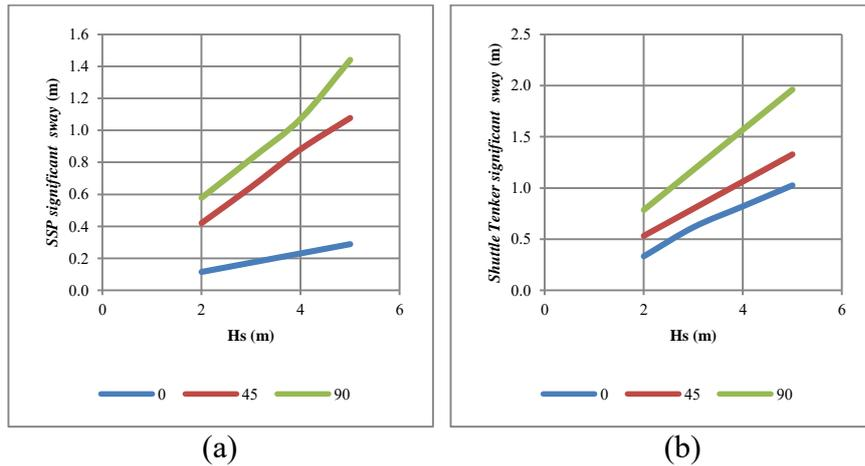 SSP significant sway (m)
1.6
1.4
1.2
1.0
0.8
0.6
0.4
0.2
0.0
0 2 4 6
Hs (m)
0 45 90
(a)
Shuttle Tenker significant sway (m)
2.5
2.0
1.5
1.0
0.5
0.0
0 2 4 6
Hs (m)
0 45 90
(b)